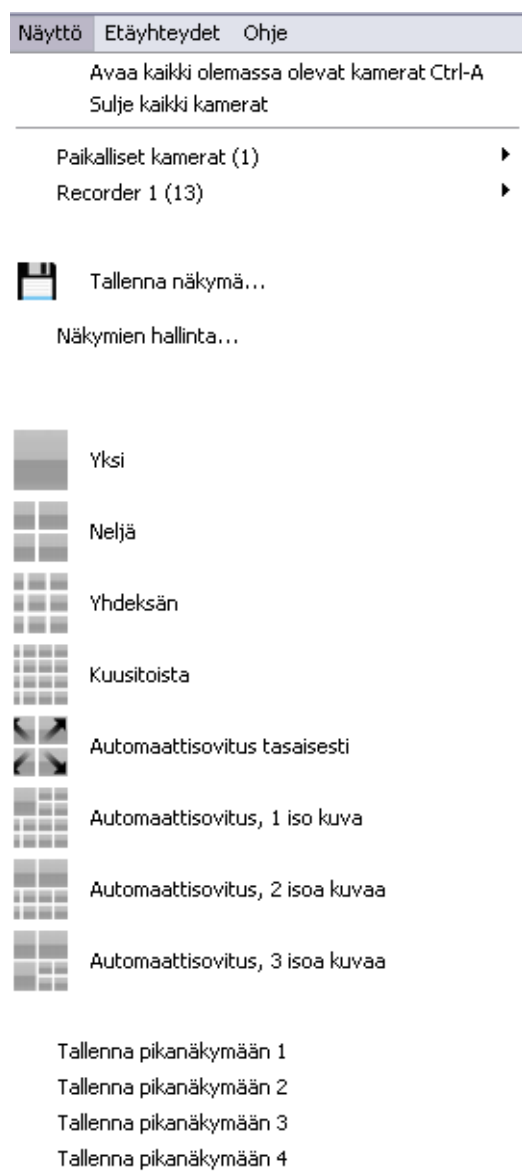 Näyttö Etäyhteydet Ohje
Avaa kaikki olemassa olevat kamerat Ctrl-A
Sulje kaikki kamerat
Paikalliset kamerat (1)
Recorder 1 (13)
Tallenna näkymä...
Näkymien hallinta...
Yksi
Neljä
Yhdeksän
Kuusitoista
Automaattisovitus tasaisesti
Automaattisovitus, 1 iso kuva
Automaattisovitus, 2 isoa kuvaa
Automaattisovitus, 3 isoa kuvaa
Tallenna pikanäkymään 1
Tallenna pikanäkymään 2
Tallenna pikanäkymään 3
Tallenna pikanäkymään 4